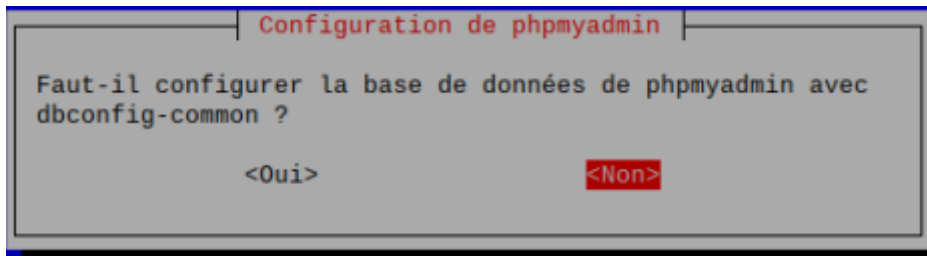 Configuration de phpmyadmin
Faut-il configurer la base de données de phpmyadmin avec
dbconfig-common ?
<Oui> <Non>